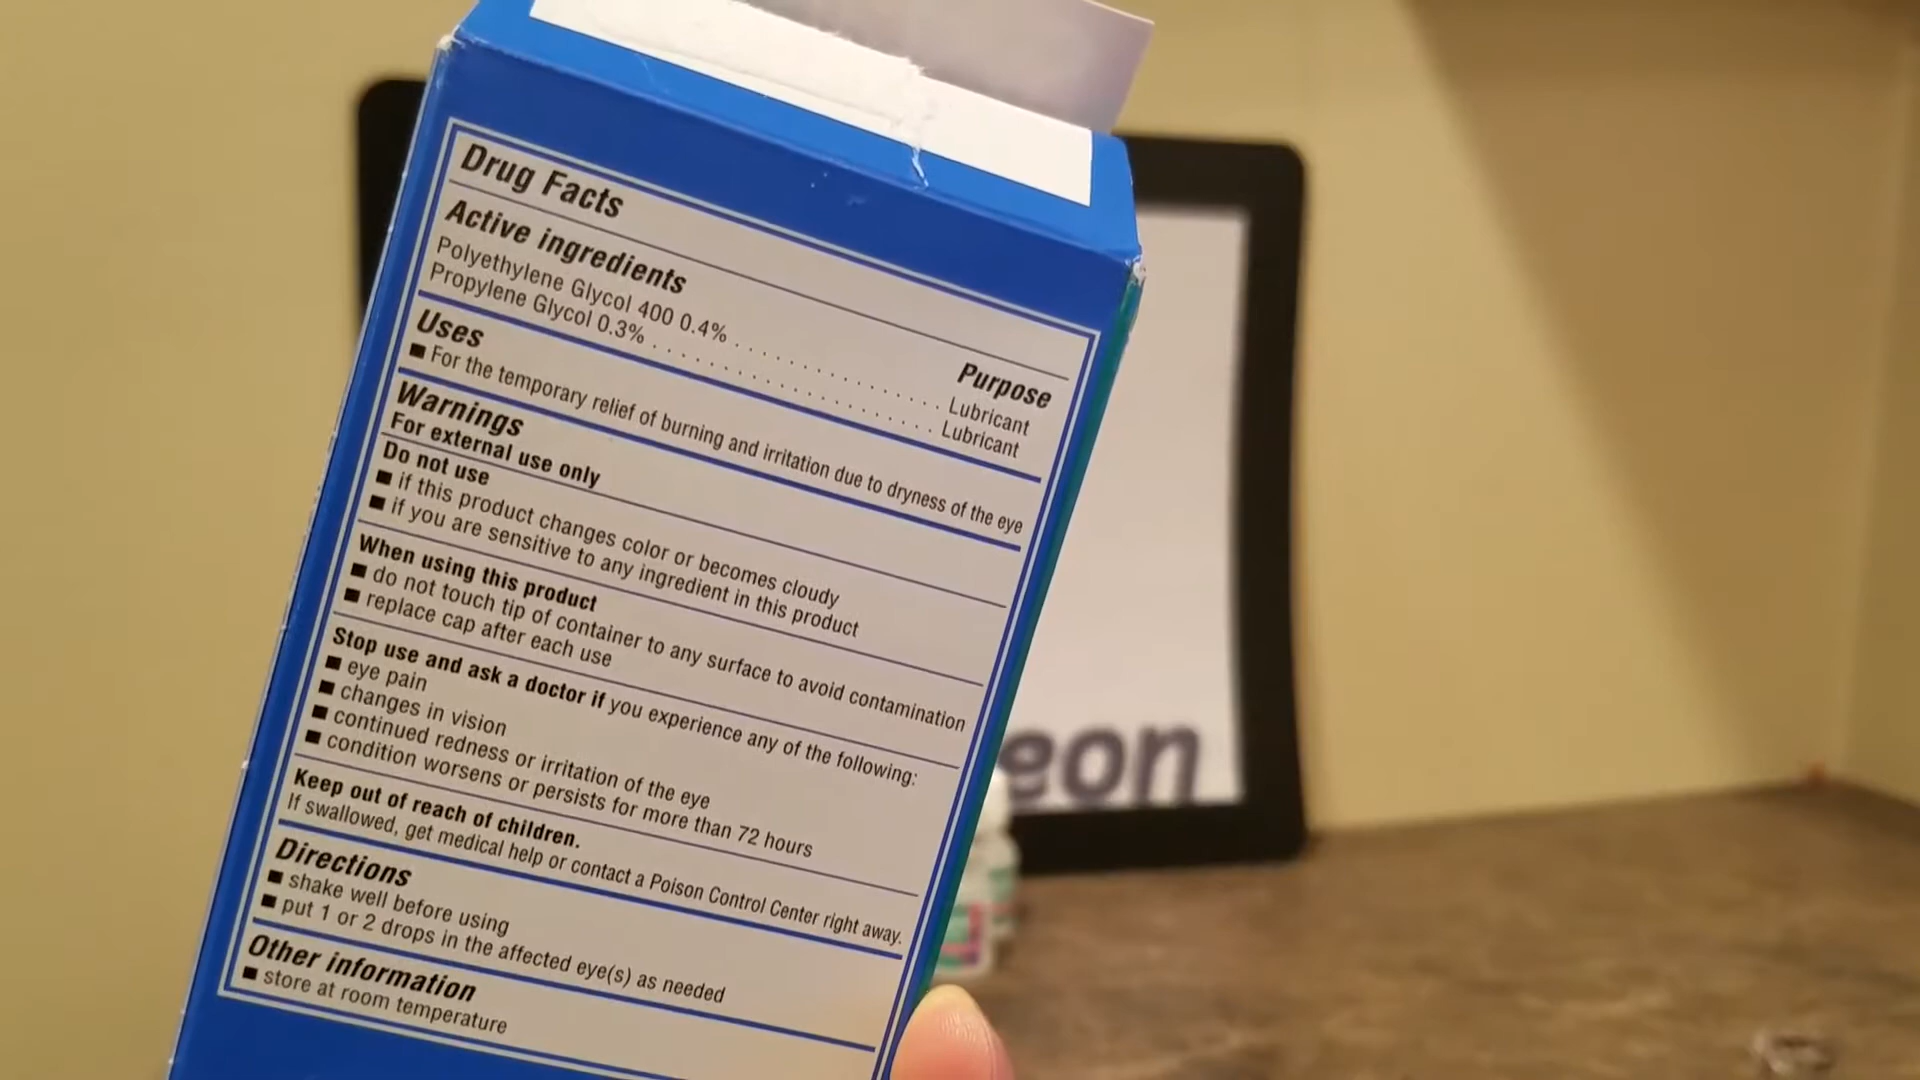 Drug Facts
Active ingredients
Purpose
Polyethylene Glycol 400 0.4% . . . . . . . . . . . . . . . . . . . . Lubricant
Propylene Glycol 0.3% . . . . . . . . . . . . . . . . . . . . . . . . Lubricant
Uses
■ For the temporary relief of burning and irritation due to dryness of the eye
Warnings
For external use only
Do not use
■ if this product changes color or becomes cloudy
■ if you are sensitive to any ingredient in this product
When using this product
■ do not touch tip of container to any surface to avoid contamination
■ replace cap after each use
Stop use and ask a doctor if you experience any of the following:
■ eye pain
■ changes in vision
■ continued redness or irritation of the eye
■ condition worsens or persists for more than 72 hours
Keep out of reach of children.
If swallowed, get medical help or contact a Poison Control Center right away.
Directions
■ shake well before using
■ put 1 or 2 drops in the affected eye(s) as needed
Other information
■ store at room temperature
eon